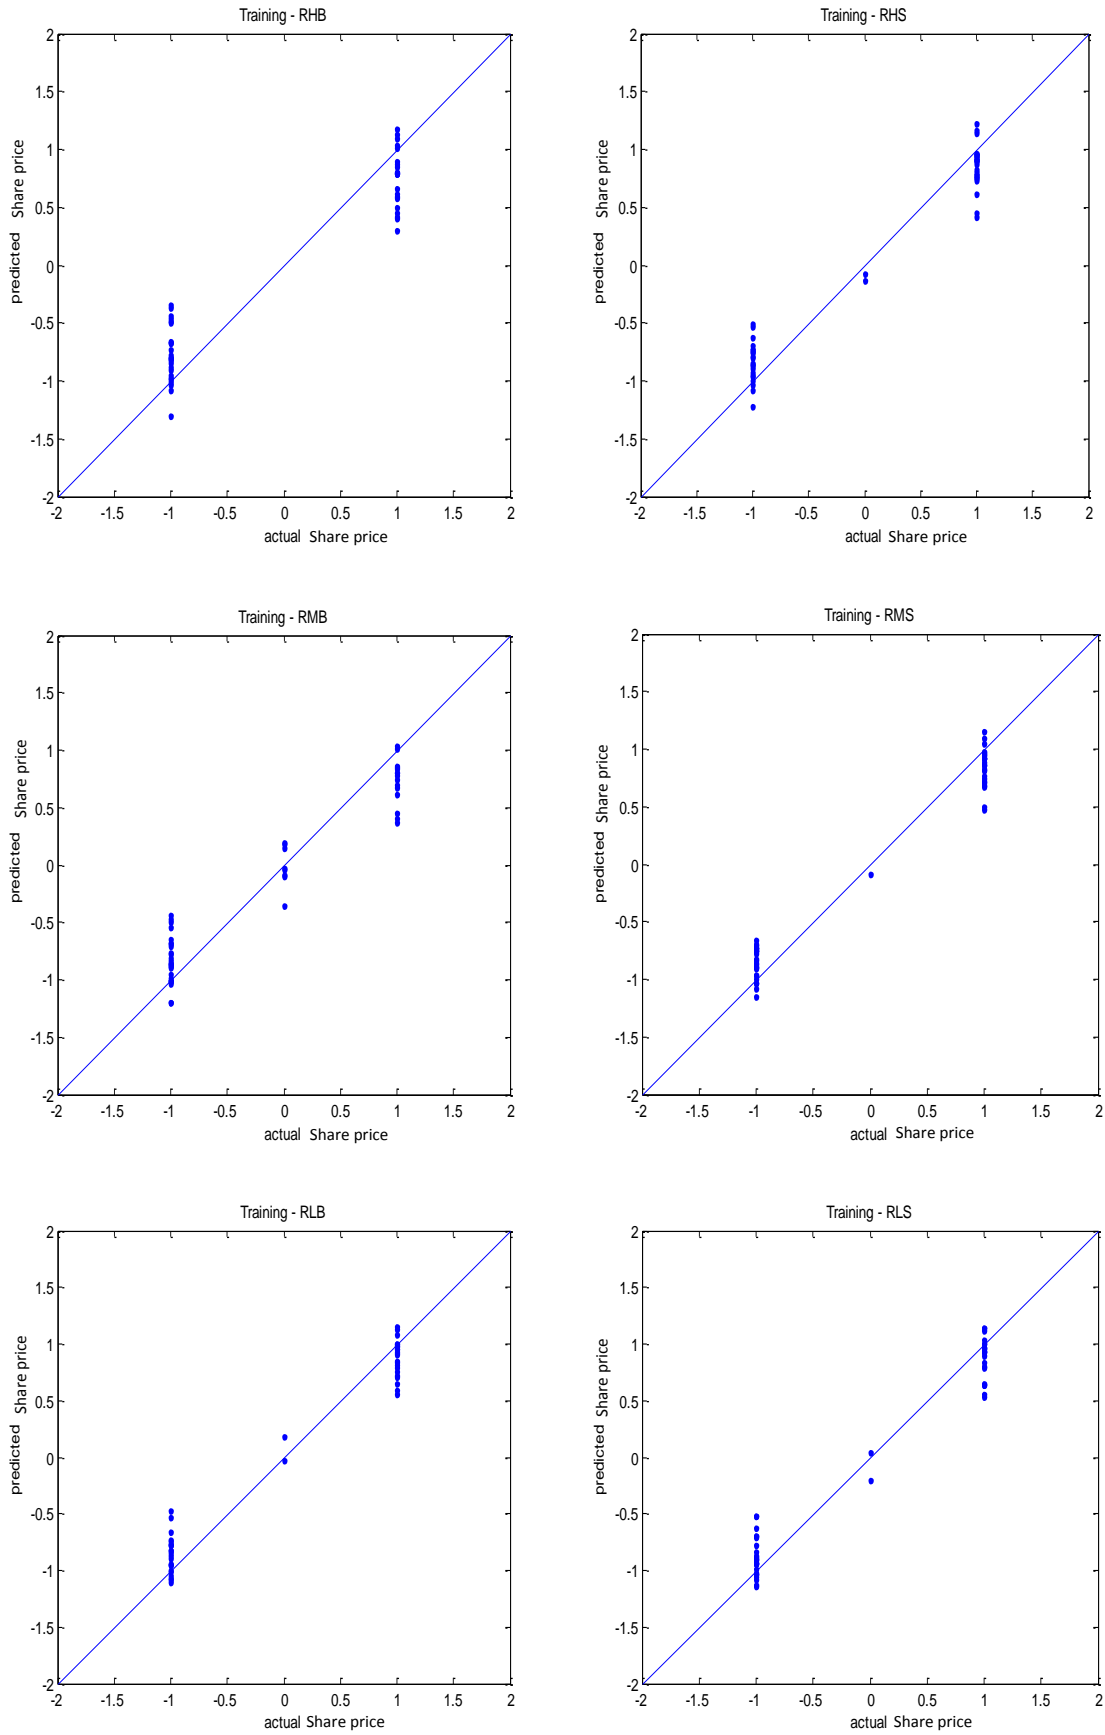 Training - RHB
2
1.5
1
0.5
0
-0.5
-1
-1.5
-2
-2 -1.5 -1 -0.5 0 0.5 1 1.5 2
predicted Share price
actual Share price
Training - RHS
2
1.5
1
0.5
0
-0.5
-1
-1.5
-2
-2 -1.5 -1 -0.5 0 0.5 1 1.5 2
predicted Share price
actual Share price
Training - RMB
2
1.5
1
0.5
0
-0.5
-1
-1.5
-2
-2 -1.5 -1 -0.5 0 0.5 1 1.5 2
predicted Share price
actual Share price
Training - RMS
2
1.5
1
0.5
0
-0.5
-1
-1.5
-2
-2 -1.5 -1 -0.5 0 0.5 1 1.5 2
predicted Share price
actual Share price
Training - RLB
2
1.5
1
0.5
0
-0.5
-1
-1.5
-2
-2 -1.5 -1 -0.5 0 0.5 1 1.5 2
predicted Share price
actual Share price
Training - RLS
2
1.5
1
0.5
0
-0.5
-1
-1.5
-2
-2 -1.5 -1 -0.5 0 0.5 1 1.5 2
predicted Share price
actual Share price